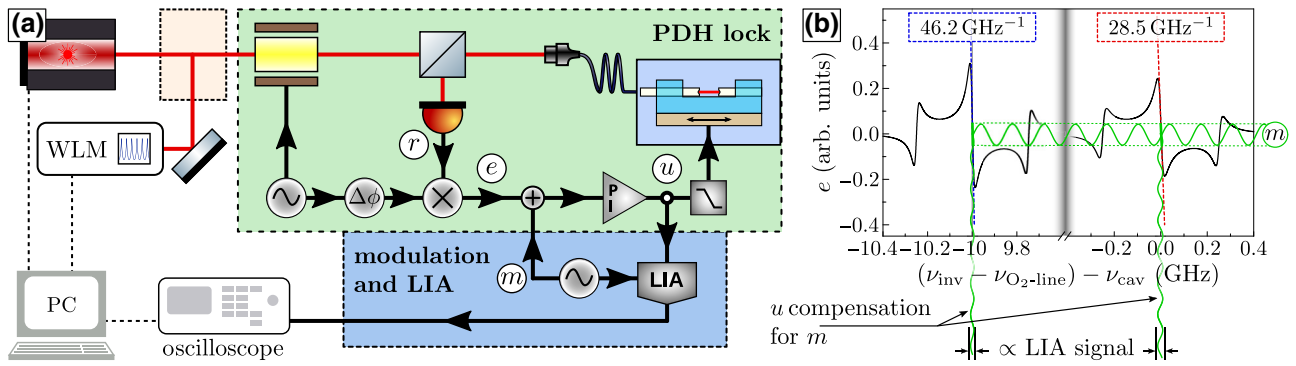 (a)
PDH lock
WLM
r
e
u
Δϕ
P
I
m
LIA
modulation
and LIA
PC
oscilloscope
(b)
46.2 GHz⁻¹
28.5 GHz⁻¹
e (arb. units)
0.4
0.2
0.0
−0.2
−0.4
m
−10.4 −10.2 −10 9.8 −0.2 0.0 0.2 0.4
(ν_inv − ν_O₂-line) − ν_cav (GHz)
u compensation
for m
∝ LIA signal